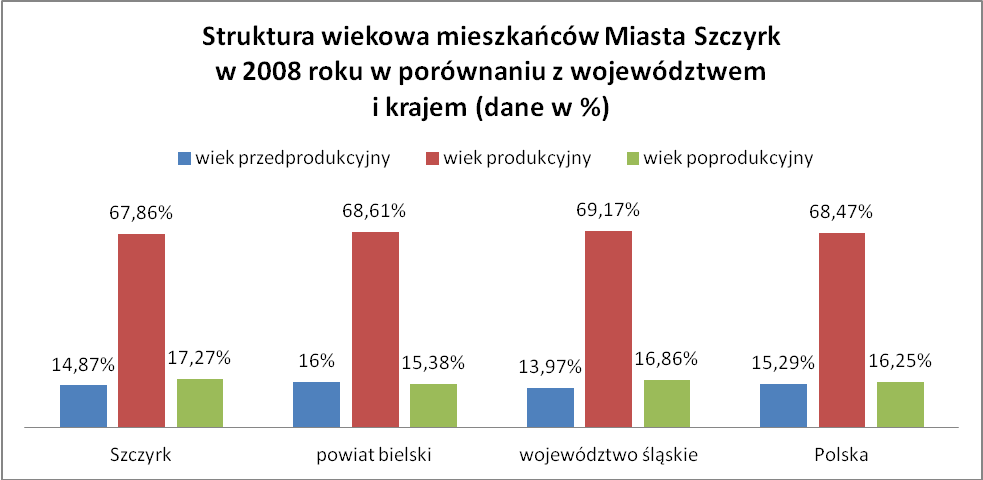 Struktura wiekowa mieszkańców Miasta Szczyrk
w 2008 roku w porównaniu z województwem
i krajem (dane w %)
wiek przedprodukcyjny wiek produkcyjny wiek poprodukcyjny
67,86% 68,61% 69,17% 68,47%
14,87% 17,27% 16% 15,38% 13,97% 16,86% 15,29% 16,25%
Szczyrk powiat bielski województwo śląskie Polska